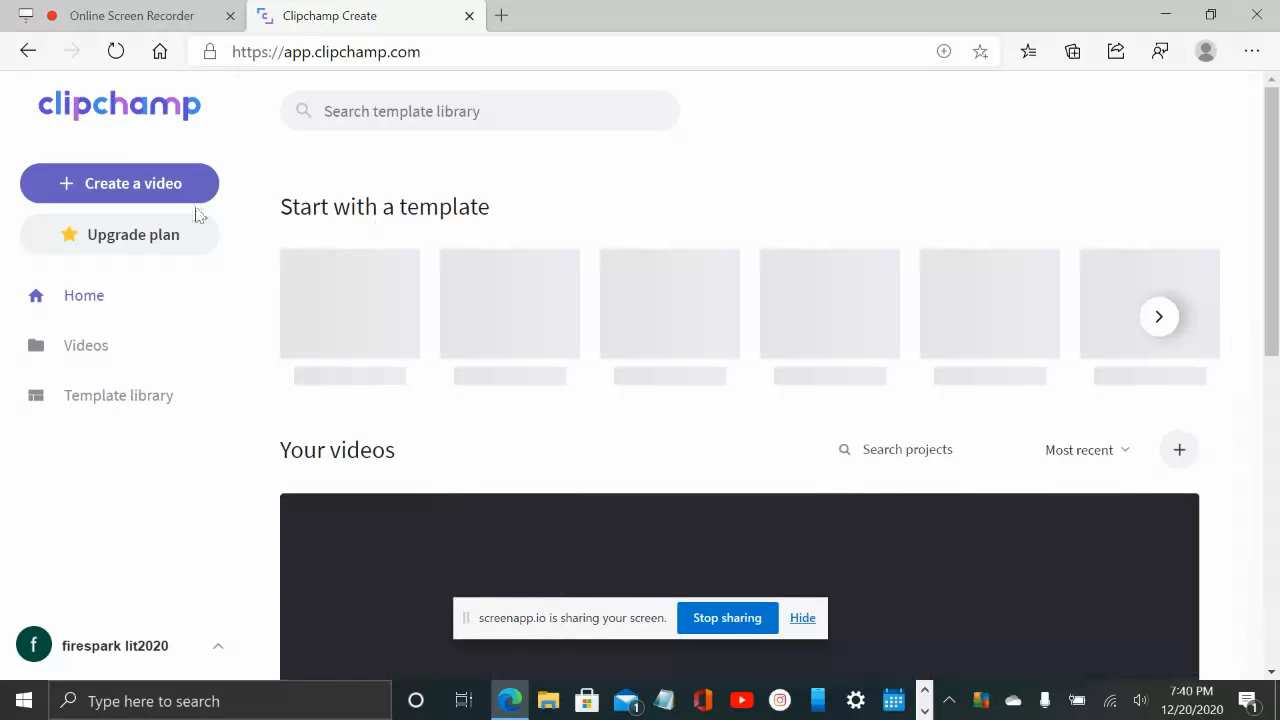 Online Screen Recorder
Clipchamp Create
https://app.clipchamp.com
clipchamp
Search template library
Create a video
Start with a template
Upgrade plan
Home
Videos
Template library
Your videos
Search projects
Most recent
screenapp.io is sharing your screen.
Stop sharing
Hide
f
firespark lit2020
Type here to search
1
7:40 PM
12/20/2020
1